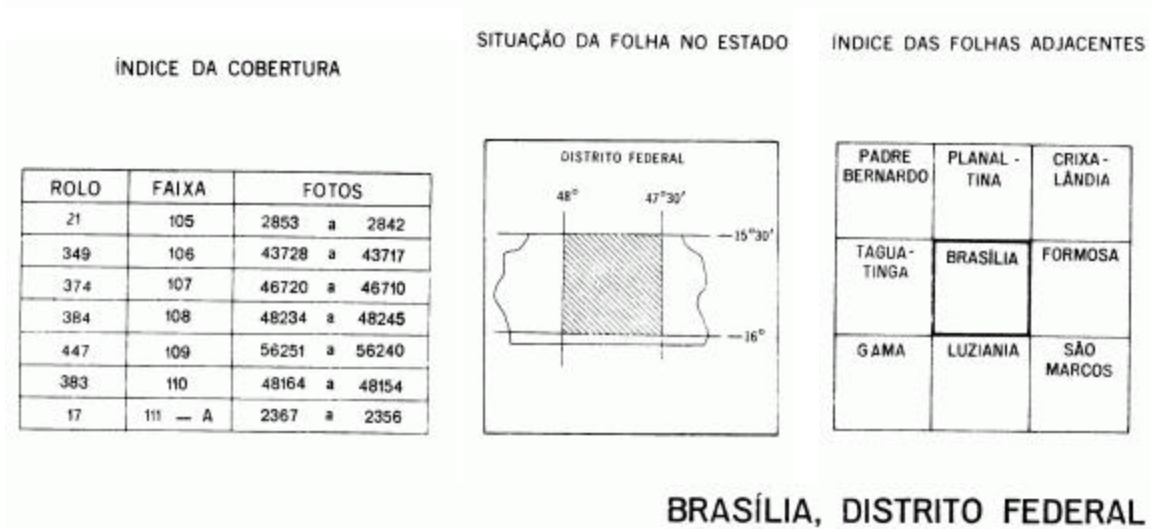 ÍNDICE DA COBERTURA
ROLO FAIXA FOTOS
21 105 2853 a 2842
349 106 43728 a 43717
374 107 46720 a 46710
384 108 48234 a 48245
447 109 56251 a 56240
383 110 48164 a 48154
17 111 — A 2367 a 2356
SITUAÇÃO DA FOLHA NO ESTADO
DISTRITO FEDERAL
48° 47°30'
15°30'
16°
ÍNDICE DAS FOLHAS ADJACENTES
PADRE
BERNARDO
PLANAL -
TINA
CRIXA -
LÂNDIA
TAGUA -
TINGA
BRASÍLIA
FORMOSA
GAMA
LUZIANIA
SÃO
MARCOS
BRASÍLIA, DISTRITO FEDERAL